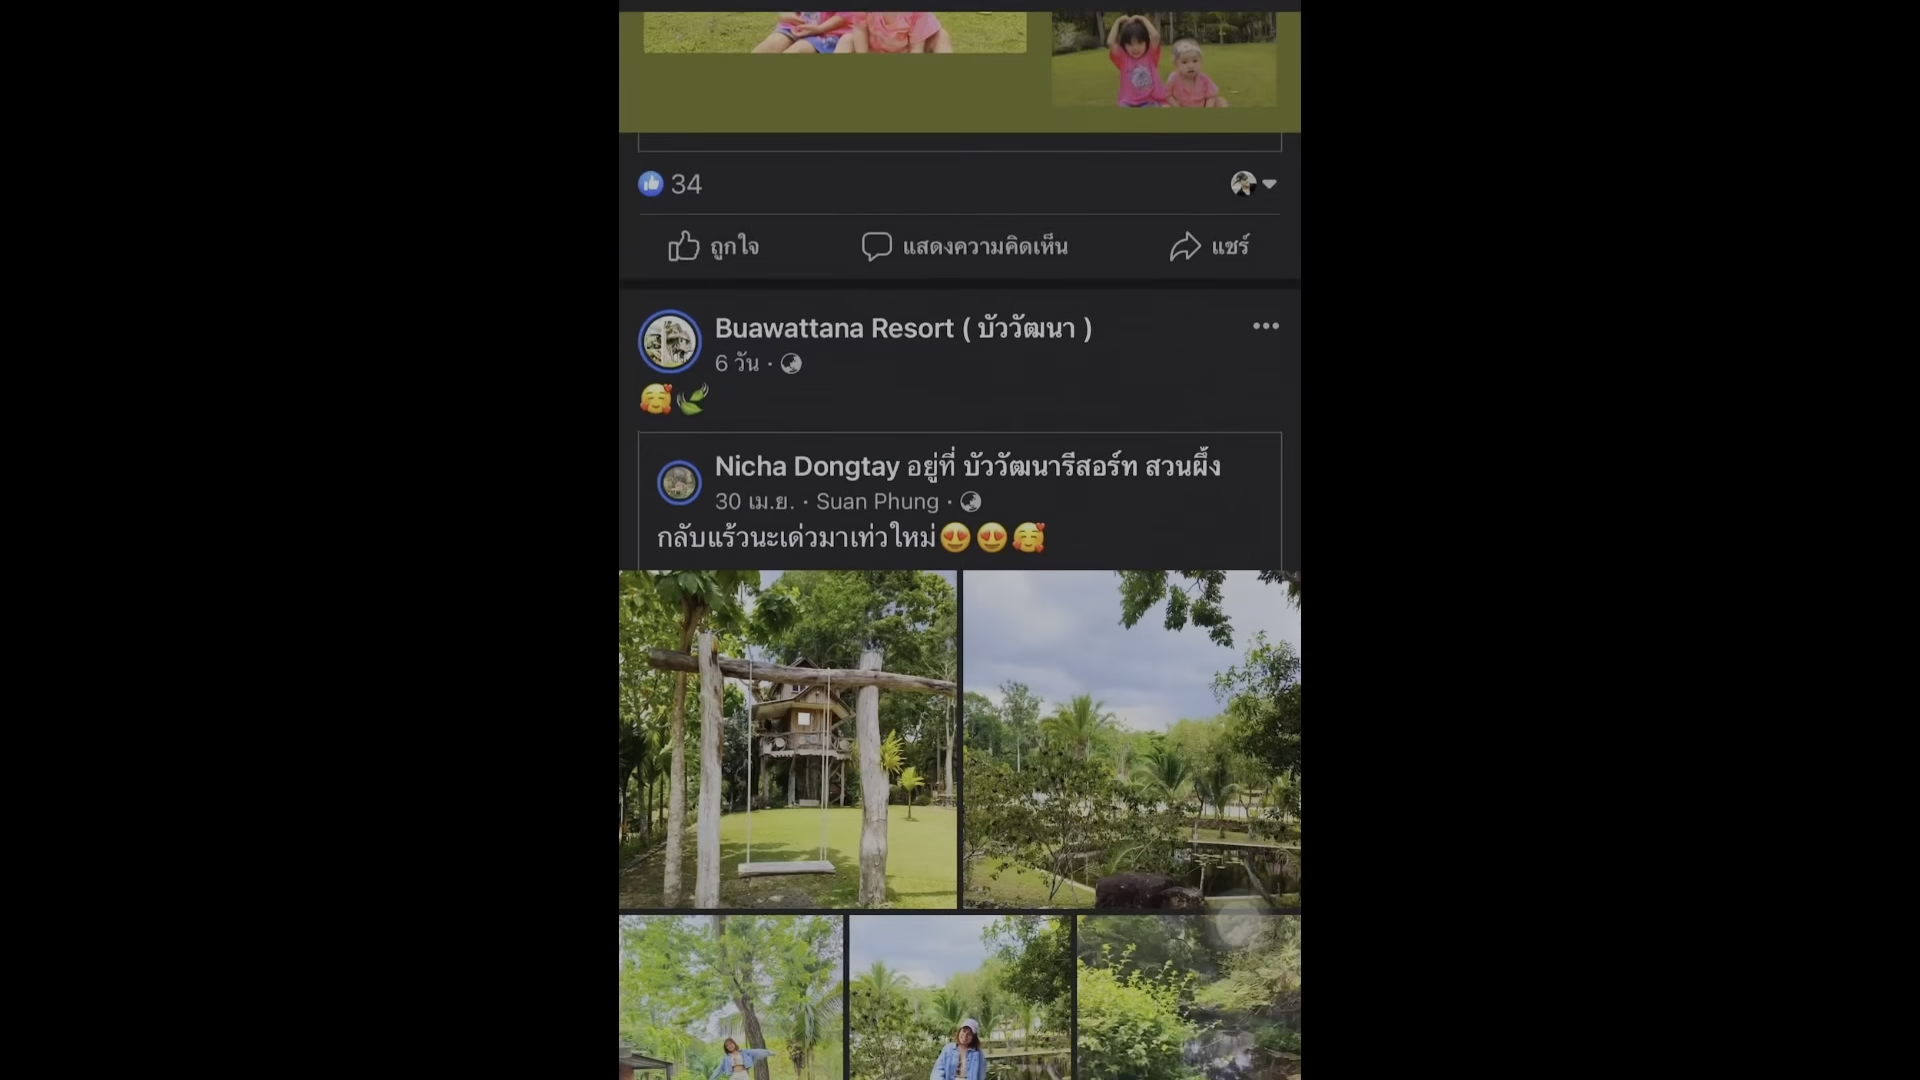 34
ถูกใจ
แสดงความคิดเห็น
แชร์
Buawattana Resort ( บัววัฒนา )
6 วัน ·
🥰🍃
Nicha Dongtay อยู่ที่ บัววัฒนารีสอร์ท สวนผึ้ง
30 เม.ย. · Suan Phung ·
กลับแร้วนะเด่วมาเท่วใหม่😍😍🥰